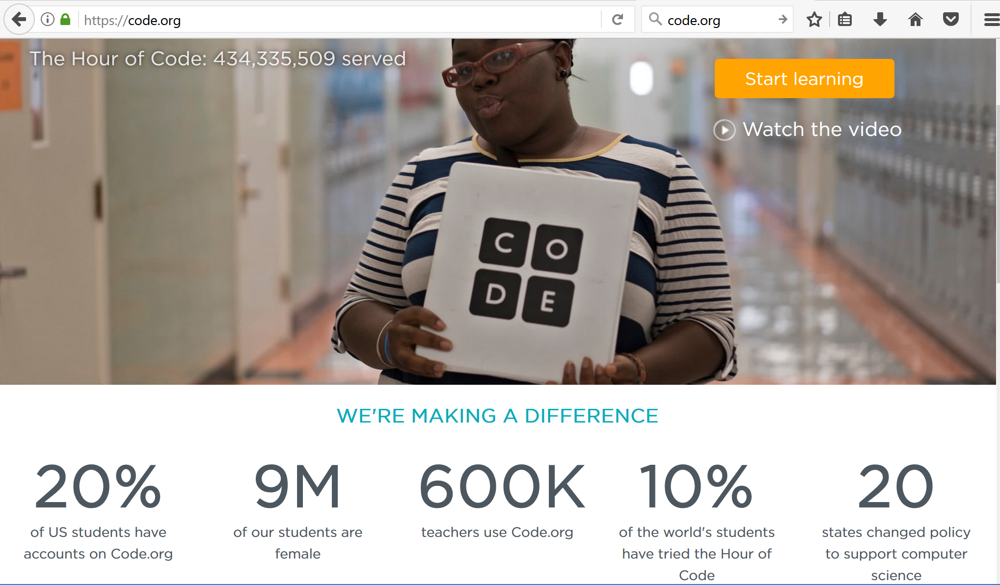 https://code.org
code.org
The Hour of Code: 434,335,509 served
Start learning
Watch the video
C O
D E
WE'RE MAKING A DIFFERENCE
20%
of US students have
accounts on Code.org
9M
of our students are
female
600K
teachers use Code.org
10%
of the world's students
have tried the Hour of
Code
20
states changed policy
to support computer
science